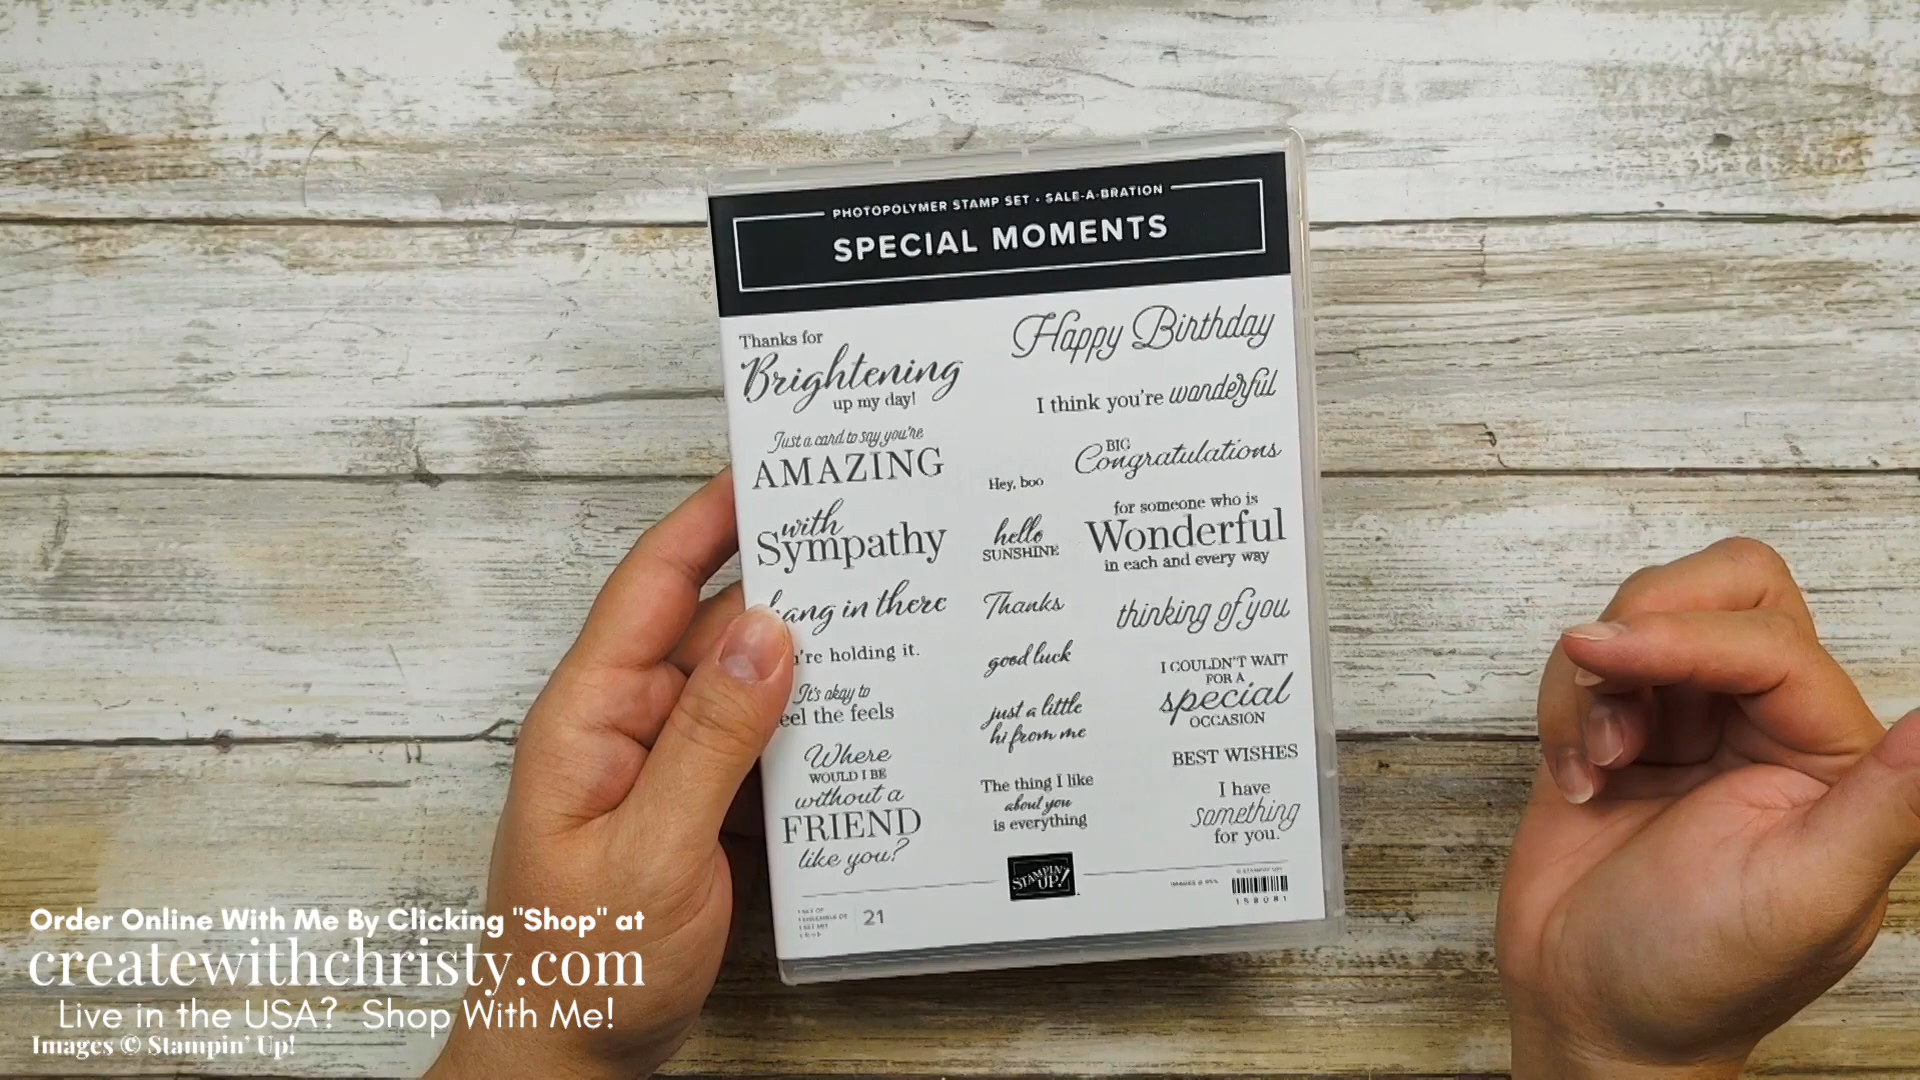 PHOTOPOLYMER STAMP SET • SALE-A-BRATION
SPECIAL MOMENTS
Thanks for
Brightening
up my day!
Just a card to say you're
AMAZING
with
Sympathy
hang in there
're holding it.
It's okay to
eel the feels
Where
WOULD I BE
without a
FRIEND
like you?
Hey, boo
hello
SUNSHINE
Thanks
good luck
just a little
hi from me
The thing I like
about you
is everything
Happy Birthday
I think you're wonderful
BIG
Congratulations
for someone who is
Wonderful
in each and every way
thinking of you
I COULDN'T WAIT
FOR A
special
OCCASION
BEST WISHES
I have
something
for you.
STAMPIN' UP!
21
IMAGES @ 95%
© STAMPIN' UP!
158081
Order Online With Me By Clicking "Shop" at
createwithchristy.com
Live in the USA? Shop With Me!
Images © Stampin' Up!